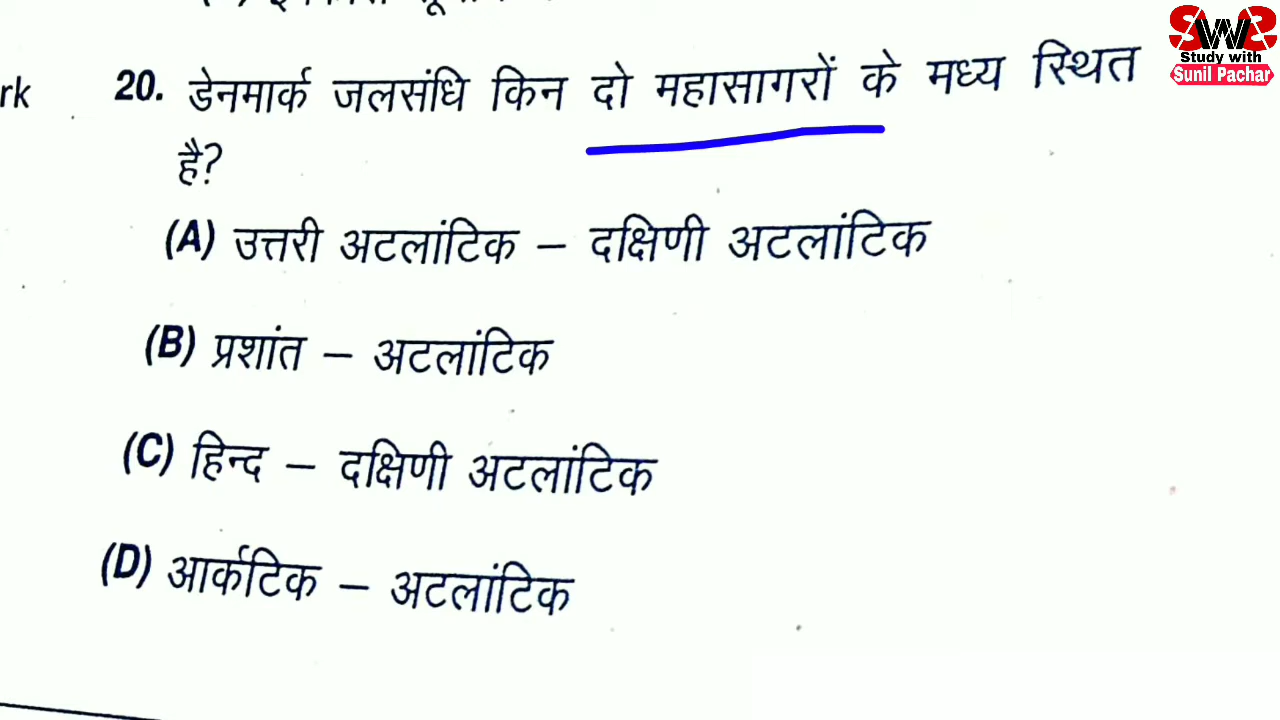 SWS
Study with
Sunil Pachar
rk
20. डेनमार्क जलसंधि किन दो महासागरों के मध्य स्थित
है?
(A) उत्तरी अटलांटिक – दक्षिणी अटलांटिक
(B) प्रशांत – अटलांटिक
(C) हिन्द – दक्षिणी अटलांटिक
(D) आर्कटिक – अटलांटिक